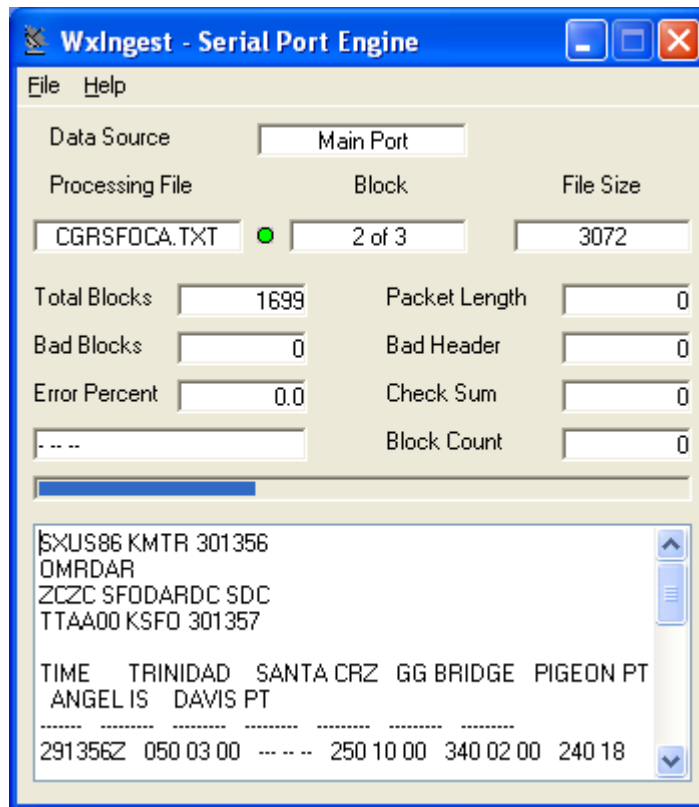 WxIngest - Serial Port Engine
File Help
Data Source Main Port
Processing File Block File Size
CGRSFOCA.TXT 2 of 3 3072
Total Blocks 1699 Packet Length 0
Bad Blocks 0 Bad Header 0
Error Percent 0.0 Check Sum 0
- -- -- Block Count 0
SXUS86 KMTR 301356
OMRDAR
ZCZC SFODARDC SDC
TTAA00 KSFO 301357
TIME TRINIDAD SANTA CRZ GG BRIDGE PIGEON PT
ANGEL IS DAVIS PT
------- --------- --------- --------- --------- --------- ---------
291356Z 050 03 00 --- -- -- 250 10 00 340 02 00 240 18